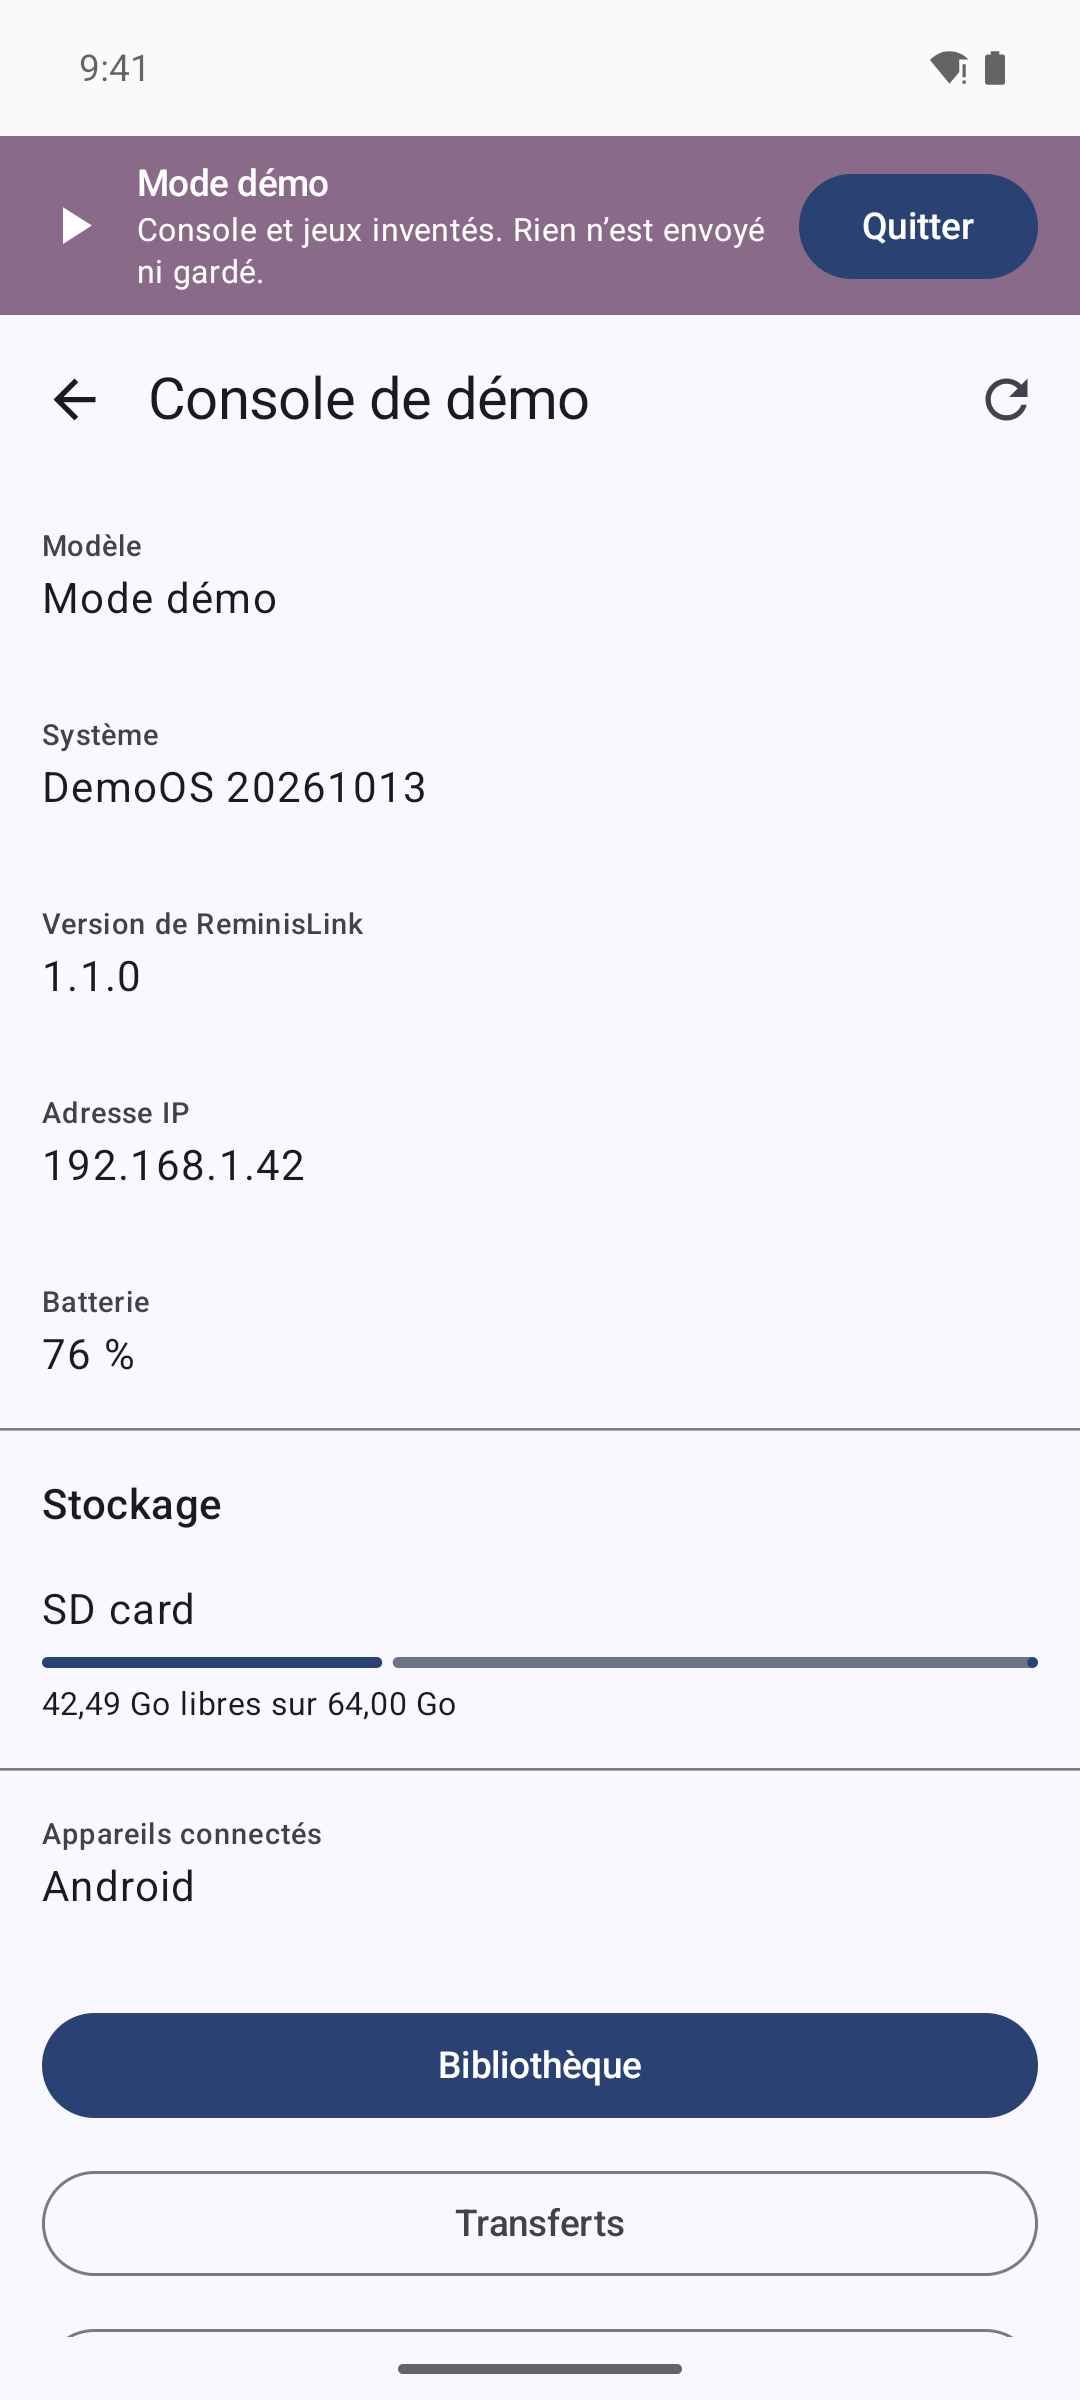 9:41
Mode démo
Console et jeux inventés. Rien n’est envoyé
ni gardé.
Quitter
Console de démo
Modèle
Mode démo
Système
DemoOS 20261013
Version de ReminisLink
1.1.0
Adresse IP
192.168.1.42
Batterie
76 %
Stockage
SD card
42,49 Go libres sur 64,00 Go
Appareils connectés
Android
Bibliothèque
Transferts